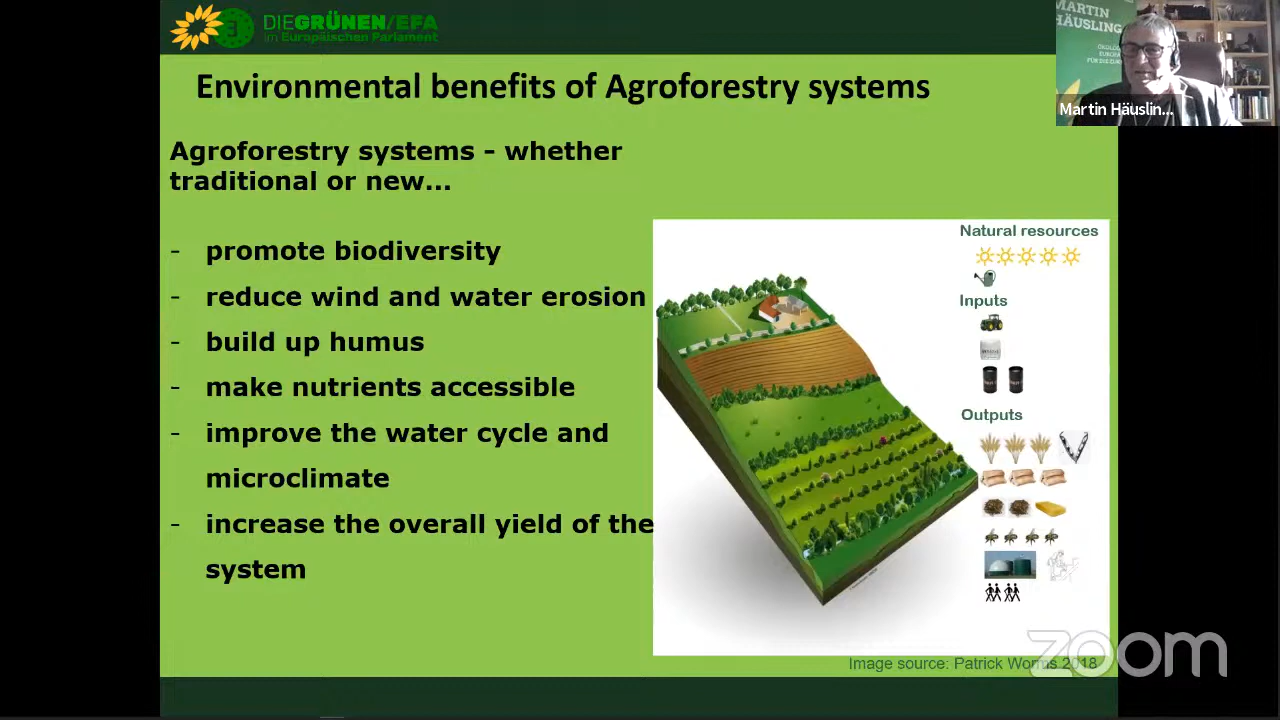 DIEGRÜNEN/EFA
im Europäischen Parlament
MARTIN
HÄUSLING
Martin Häuslin...
Environmental benefits of Agroforestry systems
Agroforestry systems - whether
traditional or new...
- promote biodiversity
- reduce wind and water erosion
- build up humus
- make nutrients accessible
- improve the water cycle and
microclimate
- increase the overall yield of the
system
Natural resources
Inputs
Outputs
Image source: Patrick Worms 2018
zoom